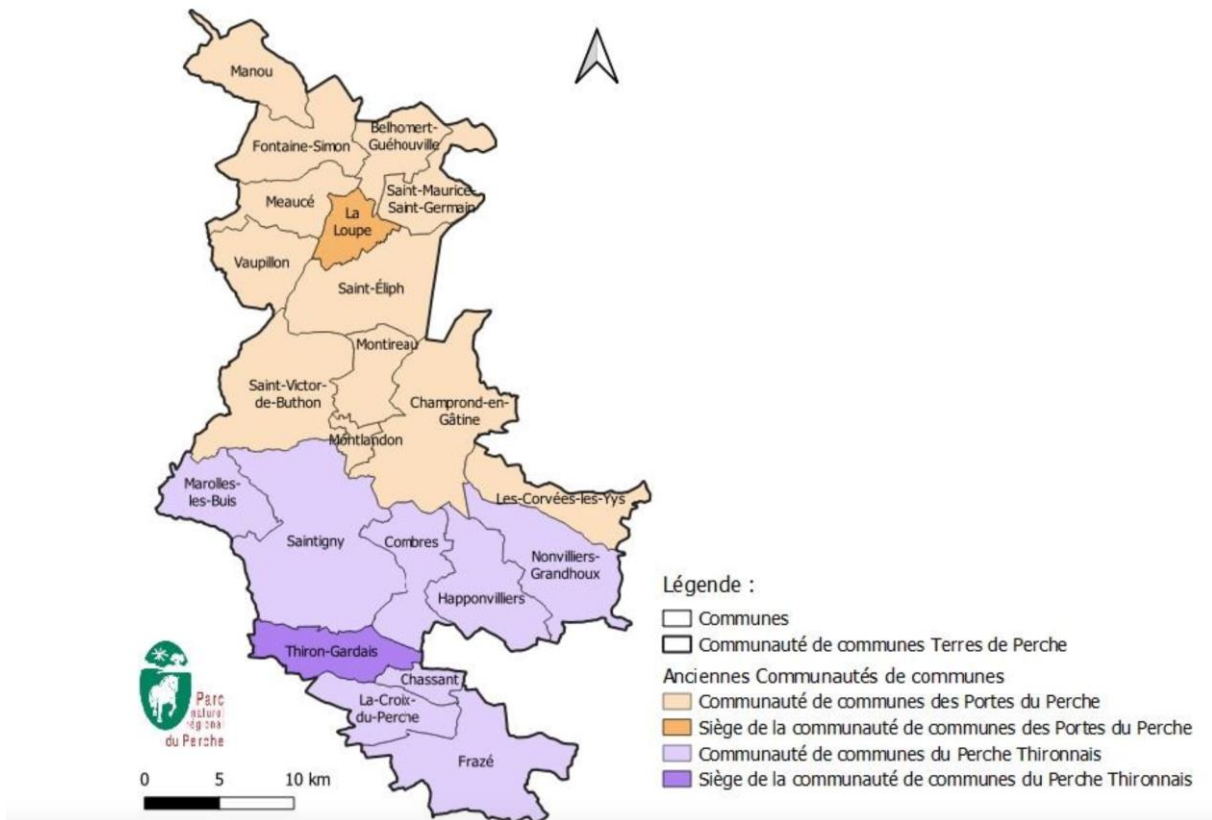 Manou
Belhomert-
Guéhouville
Fontaine-Simon
Saint-Maurice-
Saint-Germain
Meaucé
La
Loupe
Vaupillon
Saint-Éliph
Montireau
Saint-Victor-
de-Buthon
Champrond-en-
Gâtine
Montlandon
Marolles-
les-Buis
Les-Corvées-les-Yys
Saintigny
Combres
Nonvilliers-
Grandhoux
Happonvilliers
Thiron-Gardais
Chassant
La-Croix-
du-Perche
Frazé
Parc
naturel
régional
du Perche
0 5 10 km
Légende :
Communes
Communauté de communes Terres de Perche
Anciennes Communautés de communes
Communauté de communes des Portes du Perche
Siège de la communauté de communes des Portes du Perche
Communauté de communes du Perche Thironnais
Siège de la communauté de communes du Perche Thironnais